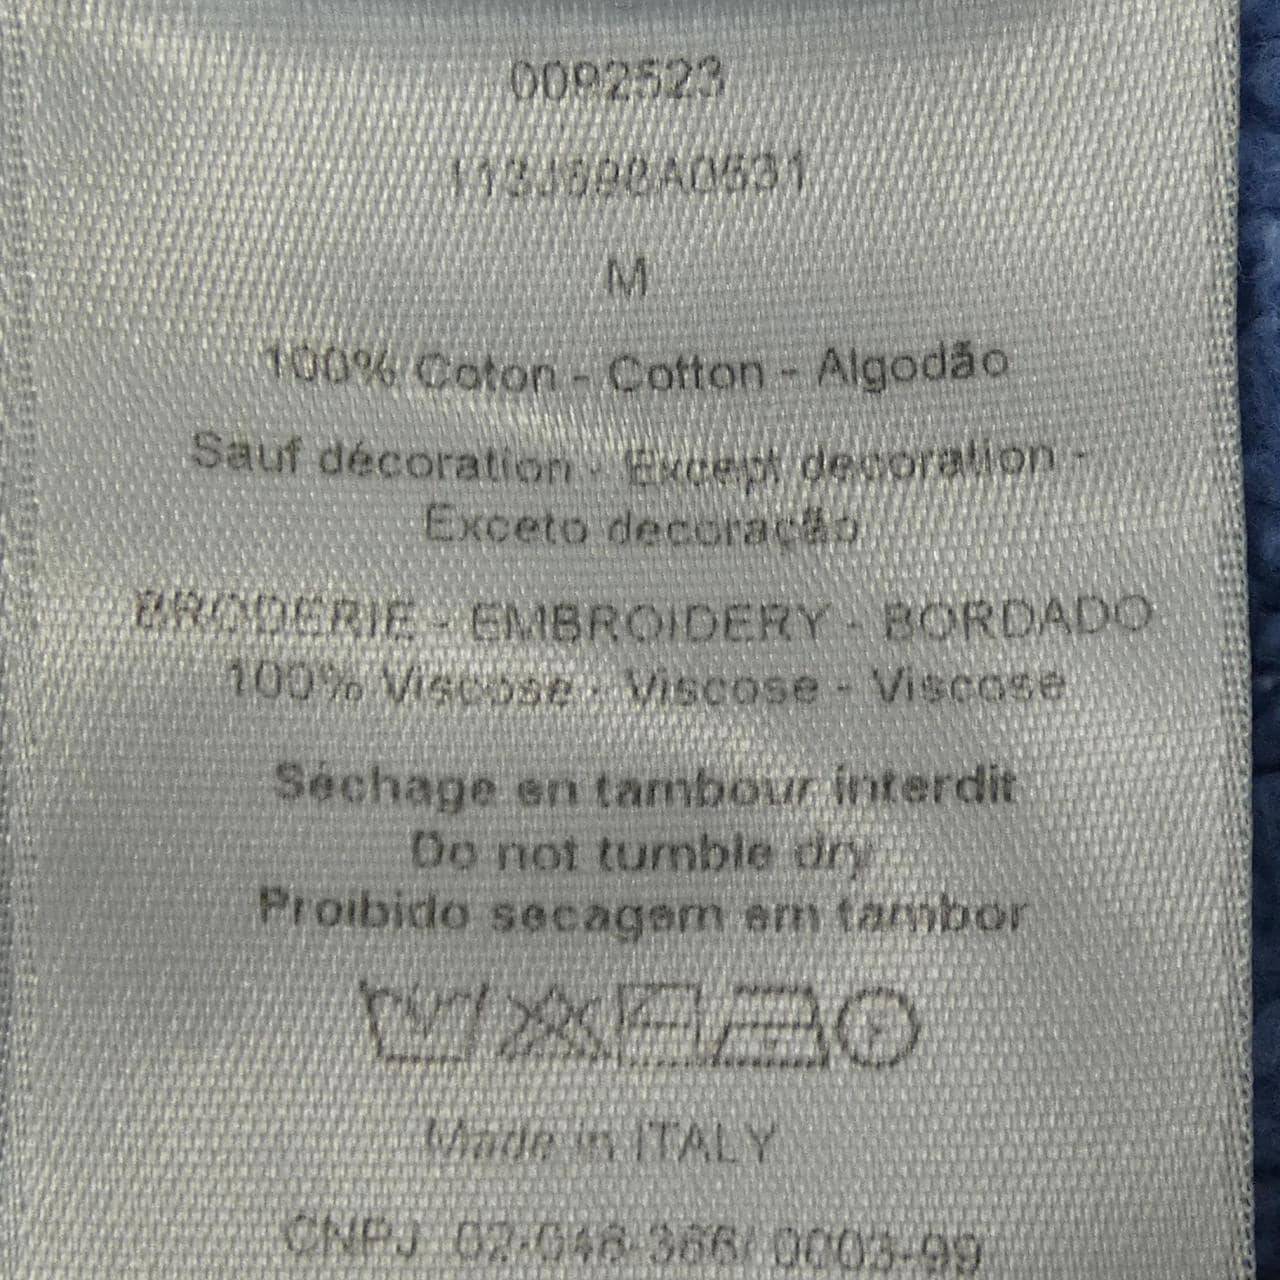 0092523
113J698A0531
M
100% Coton - Cotton - Algodão
Sauf décoration - Except decoration -
Exceto decoração
BRODERIE - EMBROIDERY - BORDADO
100% Viscose - Viscose - Viscose
Séchage en tambour interdit
Do not tumble dry
Proibido secagem em tambor
Made in ITALY
CNPJ 02-046-366/ 0003-99